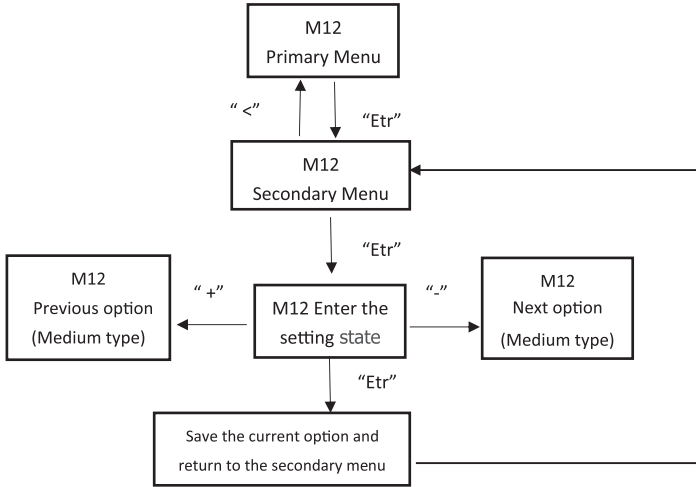 M12
Primary Menu
“ <”
“Etr”
M12
Secondary Menu
“Etr”
M12
Previous option
(Medium type)
“ +”
M12 Enter the
setting state
“-”
M12
Next option
(Medium type)
“Etr”
Save the current option and
return to the secondary menu